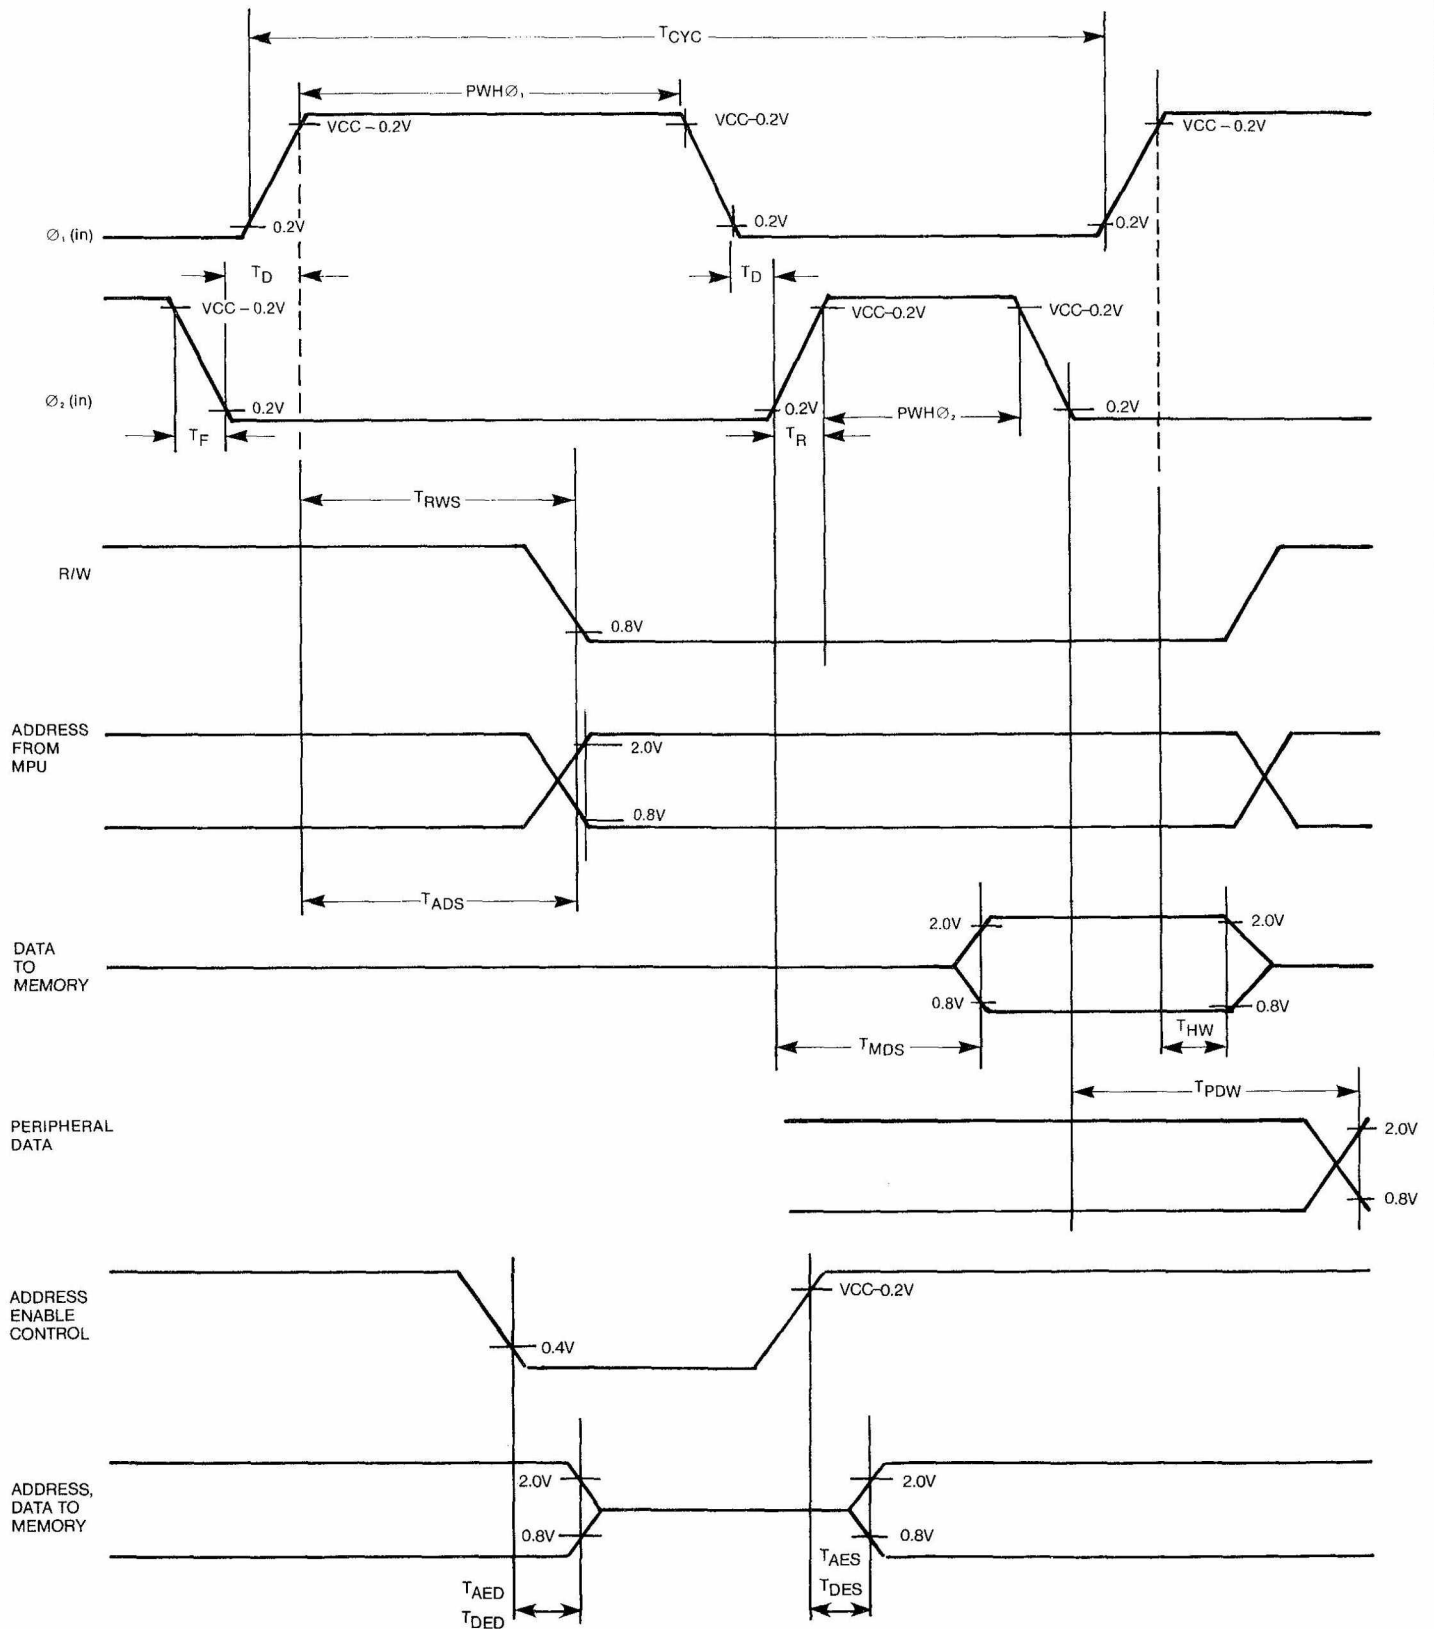 TCYC
PWHØ₁
VCC – 0.2V
VCC–0.2V
VCC – 0.2V
Ø₁ (in)
0.2V
0.2V
0.2V
TD
TD
VCC – 0.2V
VCC–0.2V
VCC–0.2V
Ø₂ (in)
0.2V
0.2V
PWHØ₂
0.2V
TF
TR
TRWS
R/W
0.8V
ADDRESS
FROM
MPU
2.0V
0.8V
TADS
DATA
TO
MEMORY
2.0V
2.0V
0.8V
0.8V
THW
TMDS
TPDW
PERIPHERAL
DATA
2.0V
0.8V
ADDRESS
ENABLE
CONTROL
VCC–0.2V
0.4V
ADDRESS,
DATA TO
MEMORY
2.0V
2.0V
0.8V
0.8V
TAED
TDED
TAES
TDES